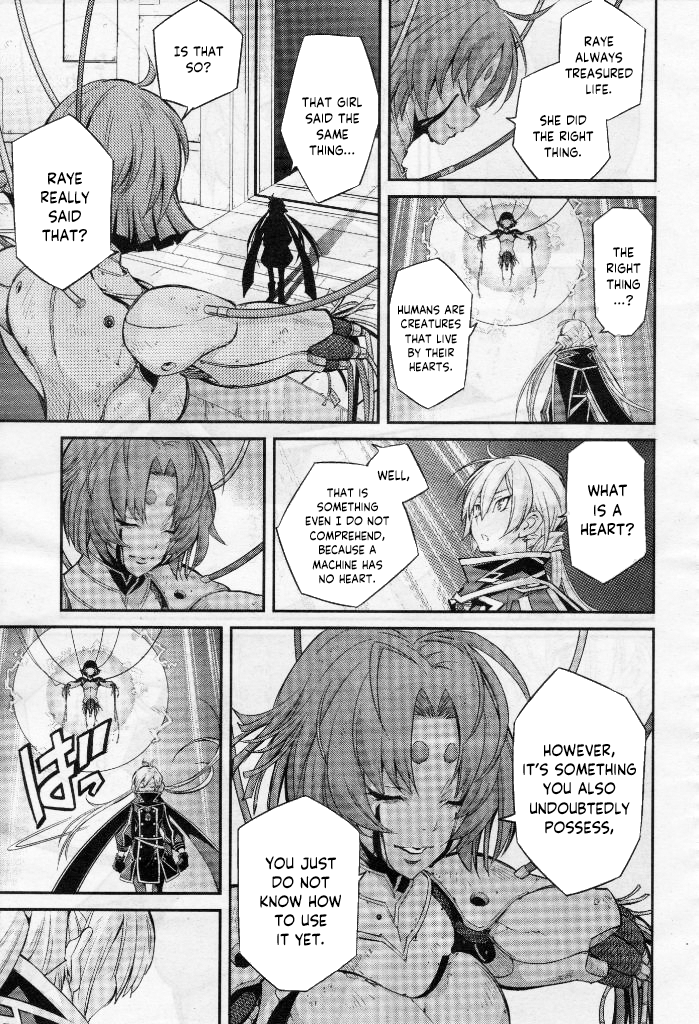 RAYE
ALWAYS
TREASURED
LIFE.
SHE DID
THE RIGHT
THING.
THAT GIRL
SAID THE
SAME
THING...
IS THAT
SO?
RAYE
REALLY
SAID
THAT?
THE
RIGHT
THING
...?
HUMANS ARE
CREATURES
THAT LIVE
BY THEIR
HEARTS.
WHAT
IS A
HEART?
WELL,
THAT IS
SOMETHING
EVEN I DO NOT
COMPREHEND,
BECAUSE A
MACHINE HAS
NO HEART.
HOWEVER,
IT'S SOMETHING
YOU ALSO
UNDOUBTEDLY
POSSESS,
YOU JUST
DO NOT
KNOW HOW
TO USE
IT YET.
ばっ